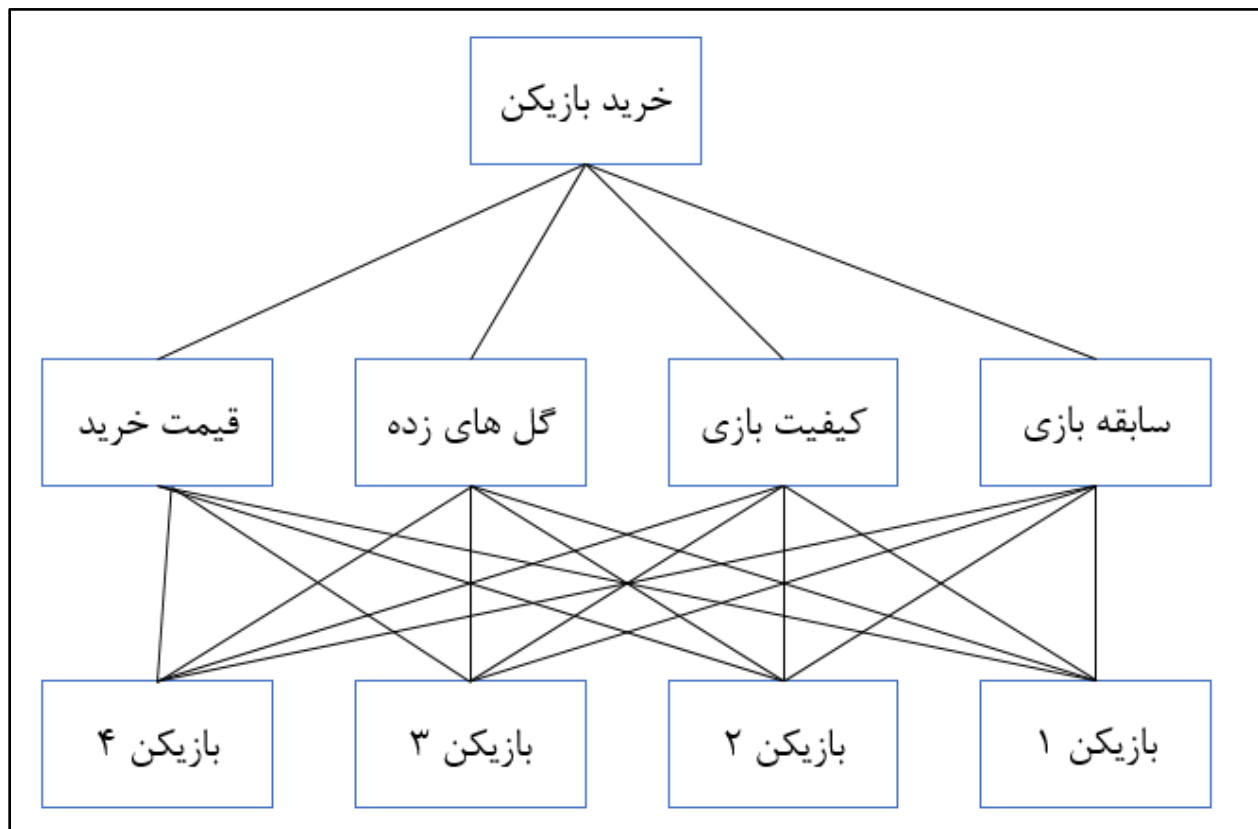 خرید بازیکن
سابقه بازی
کیفیت بازی
گل های زده
قیمت خرید
بازیکن ۱
بازیکن ۲
بازیکن ۳
بازیکن ۴